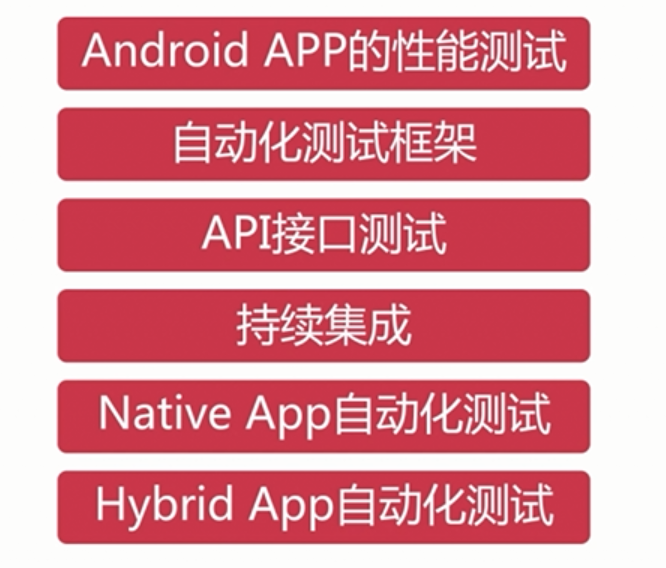 Android APP的性能测试
自动化测试框架
API接口测试
持续集成
Native App自动化测试
Hybrid App自动化测试